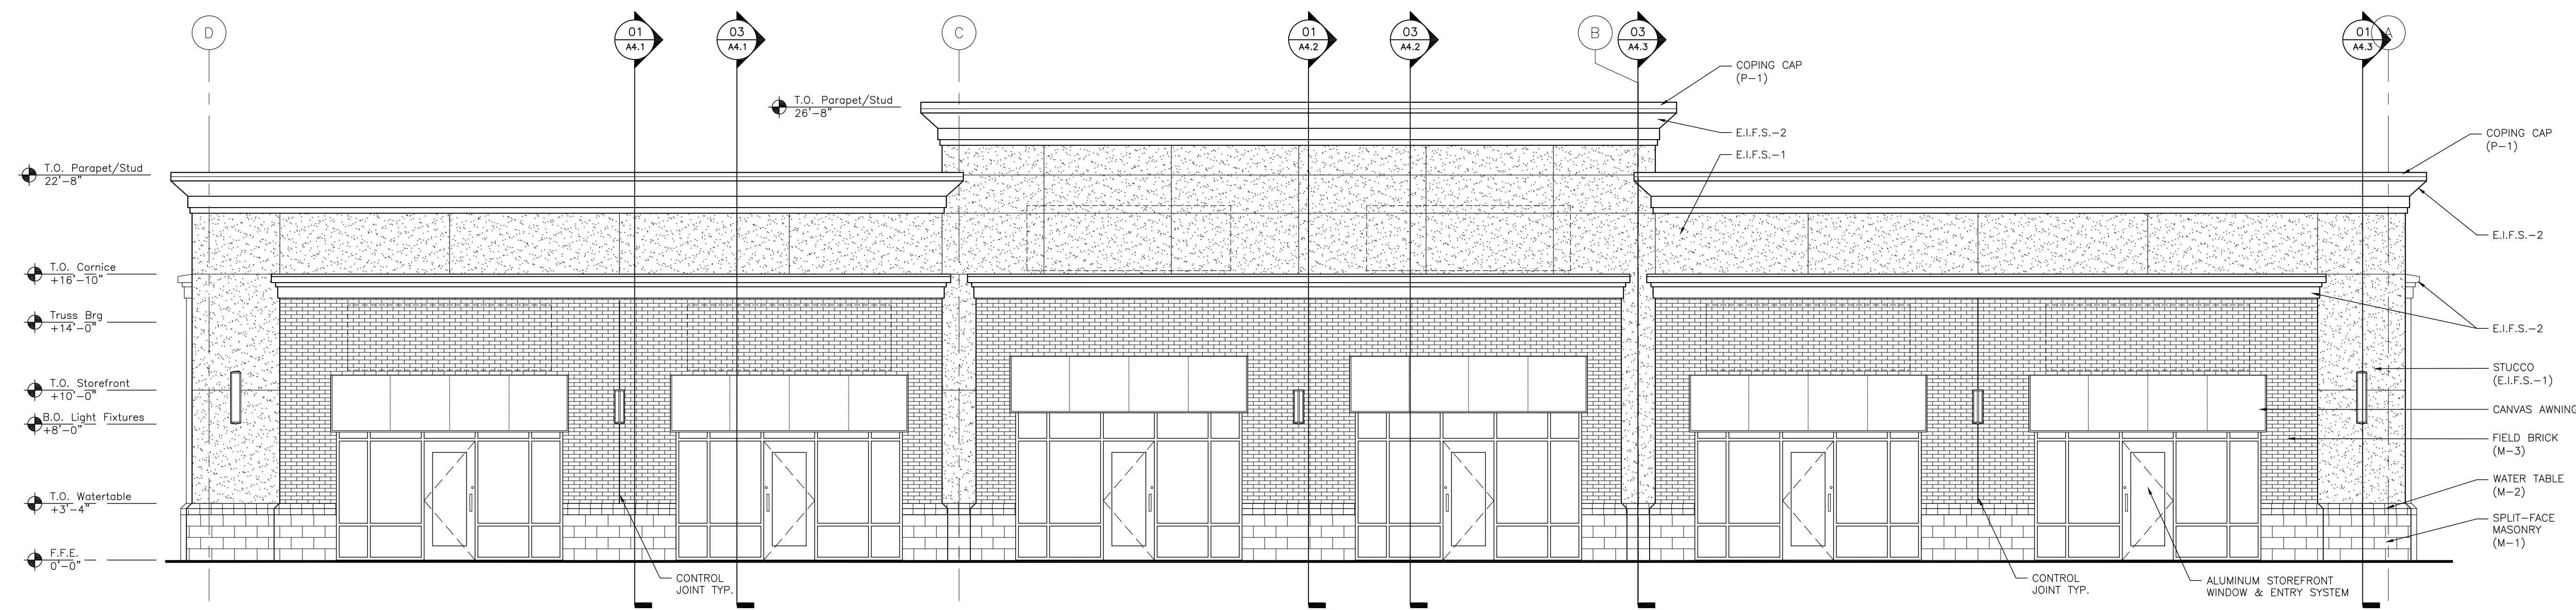 D
01
A4.1
03
A4.1
C
01
A4.2
03
A4.2
B
03
A4.3
01
A4.3
A
COPING CAP
(P-1)
T.O. Parapet/Stud
26'-8"
E.I.F.S.-2
E.I.F.S.-1
COPING CAP
(P-1)
T.O. Parapet/Stud
22'-8"
E.I.F.S.-2
T.O. Cornice
+16'-10"
Truss Brg
+14'-0"
E.I.F.S.-2
STUCCO
(E.I.F.S.-1)
T.O. Storefront
+10'-0"
B.O. Light Fixtures
+8'-0"
CANVAS AWNING
FIELD BRICK
(M-3)
WATER TABLE
(M-2)
T.O. Watertable
+3'-4"
SPLIT-FACE
MASONRY
(M-1)
F.F.E.
0'-0"
CONTROL
JOINT TYP.
CONTROL
JOINT TYP.
ALUMINUM STOREFRONT
WINDOW & ENTRY SYSTEM